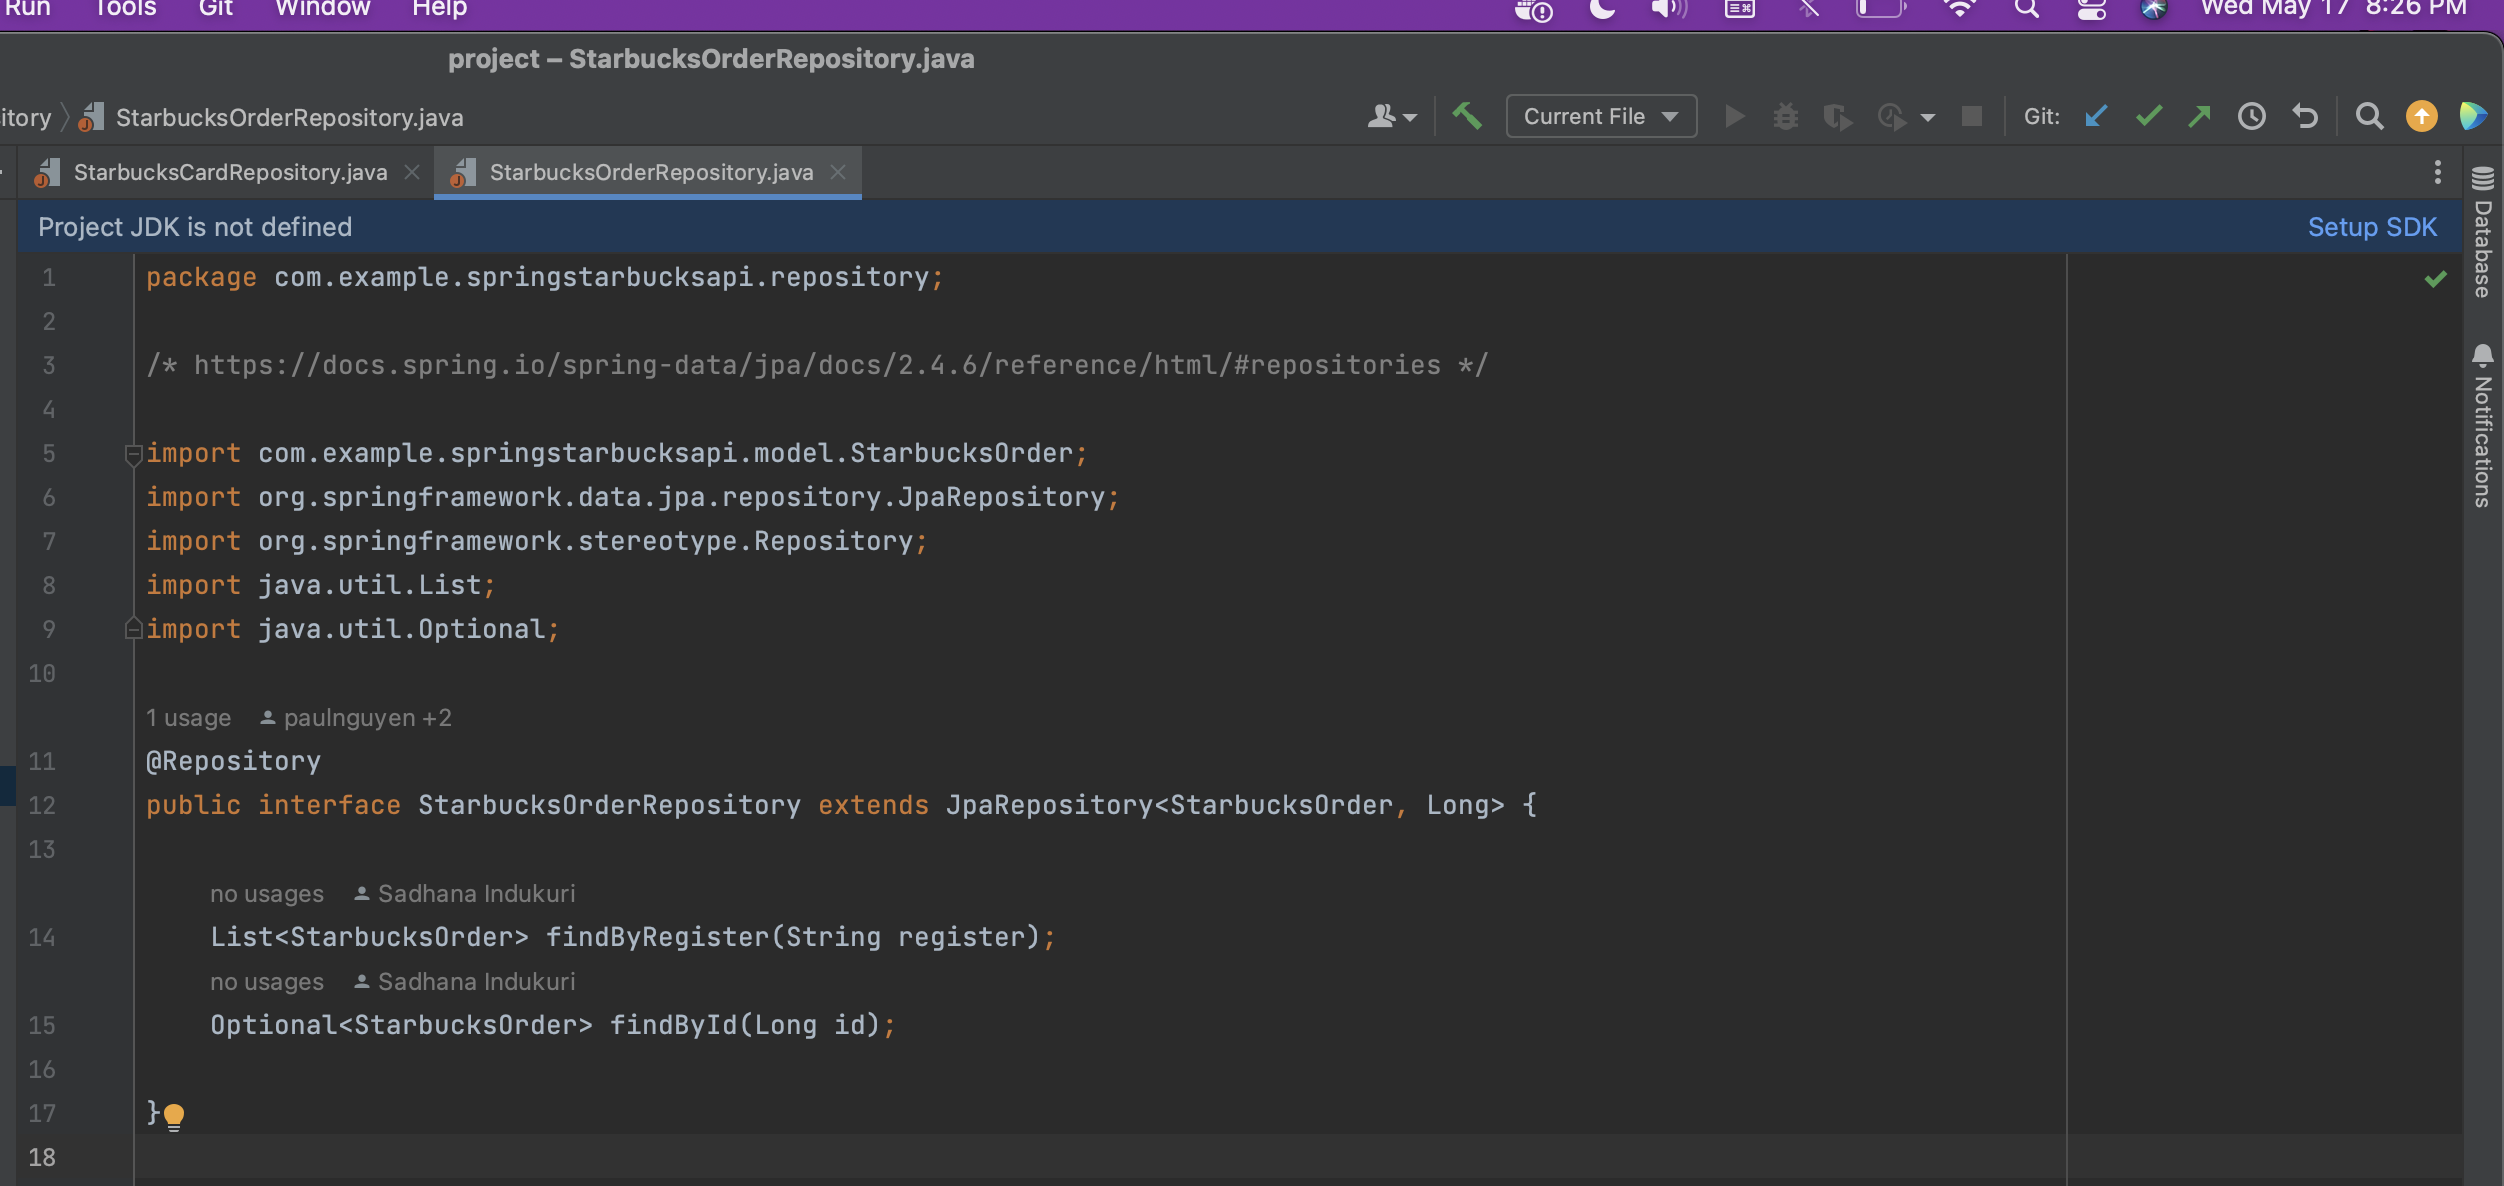 Run Tools Git Window Help Wed May 17 8:26 PM
project – StarbucksOrderRepository.java
itory StarbucksOrderRepository.java Current File Git:
StarbucksCardRepository.java StarbucksOrderRepository.java
Project JDK is not defined Setup SDK
Database
Notifications
1 package com.example.springstarbucksapi.repository;
2
3 /* https://docs.spring.io/spring-data/jpa/docs/2.4.6/reference/html/#repositories */
4
5 import com.example.springstarbucksapi.model.StarbucksOrder;
6 import org.springframework.data.jpa.repository.JpaRepository;
7 import org.springframework.stereotype.Repository;
8 import java.util.List;
9 import java.util.Optional;
10
1 usage paulnguyen +2
11 @Repository
12 public interface StarbucksOrderRepository extends JpaRepository<StarbucksOrder, Long> {
13
no usages Sadhana Indukuri
14 List<StarbucksOrder> findByRegister(String register);
no usages Sadhana Indukuri
15 Optional<StarbucksOrder> findById(Long id);
16
17 }
18